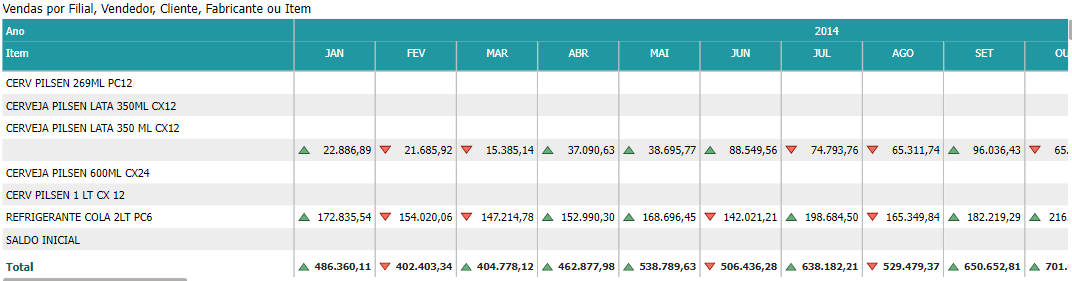 Vendas por Filial, Vendedor, Cliente, Fabricante ou Item
Ano 2014
Item JAN FEV MAR ABR MAI JUN JUL AGO SET OU
CERV PILSEN 269ML PC12
CERVEJA PILSEN LATA 350ML CX12
CERVEJA PILSEN LATA 350 ML CX12
22.886,89 21.685,92 15.385,14 37.090,63 38.695,77 88.549,56 74.793,76 65.311,74 96.036,43 65.
CERVEJA PILSEN 600ML CX24
CERV PILSEN 1 LT CX 12
REFRIGERANTE COLA 2LT PC6 172.835,54 154.020,06 147.214,78 152.990,30 168.696,45 142.021,21 198.684,50 165.349,84 182.219,29 216.
SALDO INICIAL
Total 486.360,11 402.403,34 404.778,12 462.877,98 538.789,63 506.436,28 638.182,21 529.479,37 650.652,81 701.